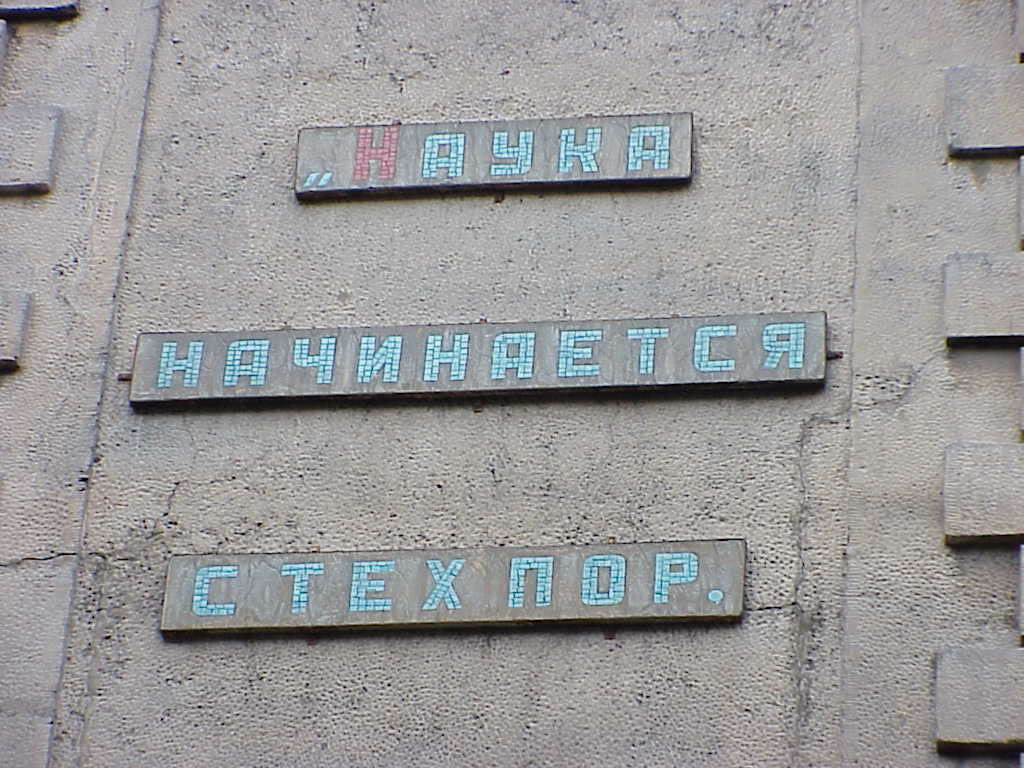 „Наука
начинается
с тех пор.